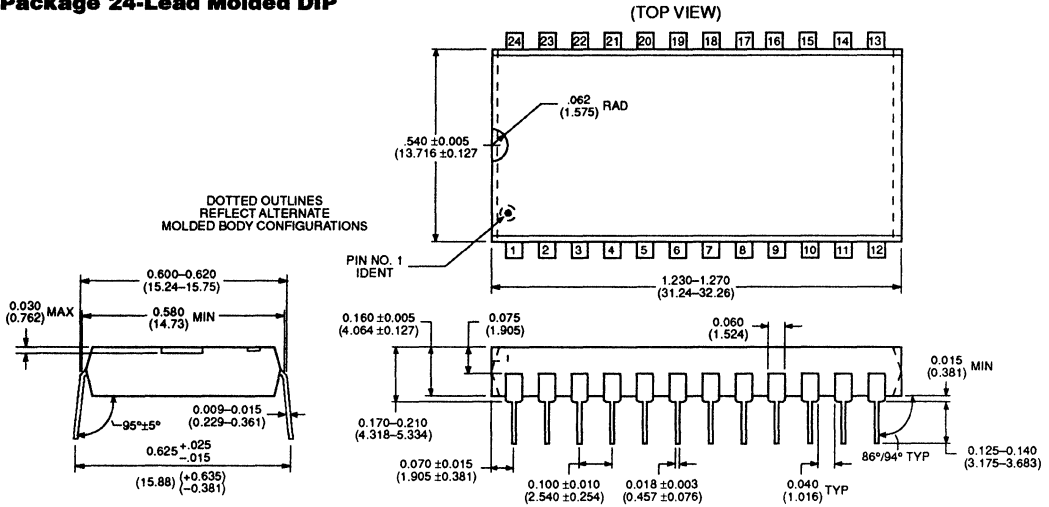 Package 24-Lead Molded DIP
(TOP VIEW)
24 23 22 21 20 19 18 17 16 15 14 13
.062
(1.575) RAD
.540 ±0.005
(13.716 ±0.127
DOTTED OUTLINES
REFLECT ALTERNATE
MOLDED BODY CONFIGURATIONS
PIN NO. 1
IDENT
1 2 3 4 5 6 7 8 9 10 11 12
1.230–1.270
(31.24–32.26)
0.600–0.620
(15.24–15.75)
0.030
(0.762) MAX
0.580
(14.73) MIN
0.009–0.015
(0.229–0.361)
95°±5°
0.625 +.025
–.015
(15.88) (+0.635)
(–0.381)
0.160 ±0.005
(4.064 ±0.127)
0.075
(1.905)
0.060
(1.524)
0.015
(0.381) MIN
0.170–0.210
(4.318–5.334)
0.070 ±0.015
(1.905 ±0.381)
0.100 ±0.010
(2.540 ±0.254)
0.018 ±0.003
(0.457 ±0.076)
0.040
(1.016) TYP
86°/94° TYP
0.125–0.140
(3.175–3.683)